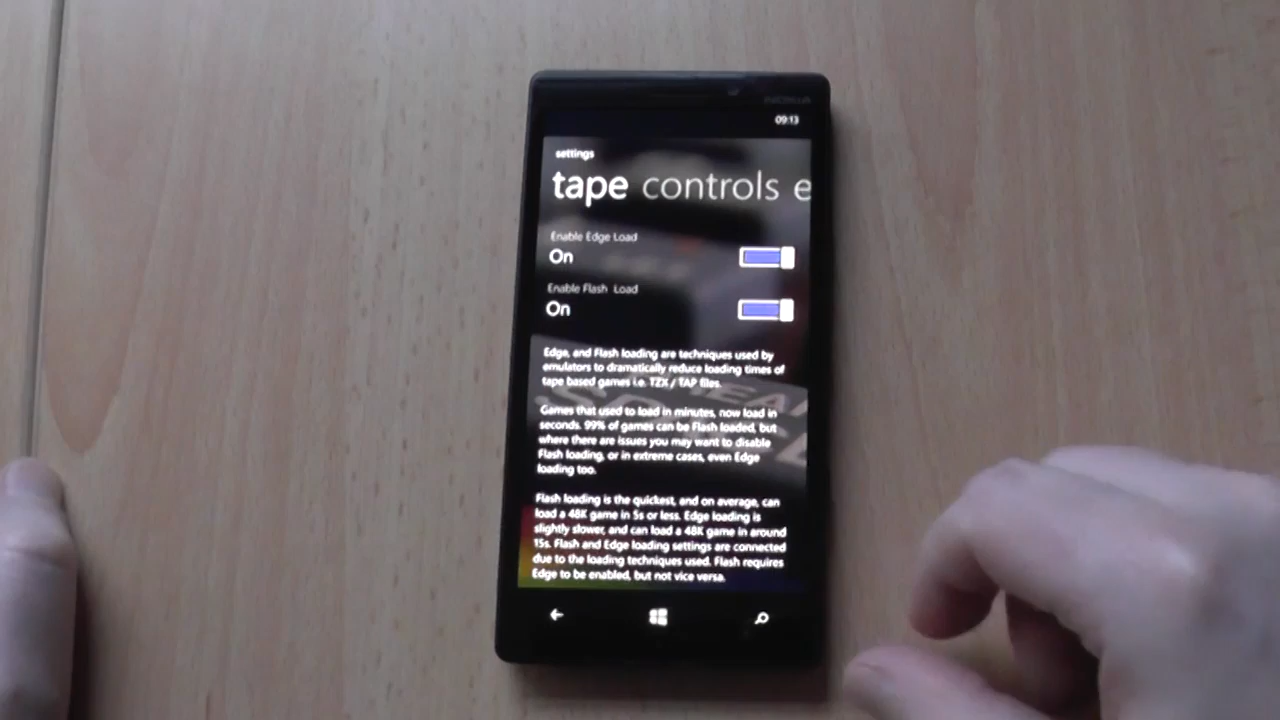 NOKIA
09:13
settings
tape controls e
Enable Edge Load
On
Enable Flash Load
On
Edge, and Flash loading are techniques used by
emulators to dramatically reduce loading times of
tape based games i.e. TZX / TAP files.
Games that used to load in minutes, now load in
seconds. 99% of games can be Flash loaded, but
where there are issues you may want to disable
Flash loading, or in extreme cases, even Edge
loading too.
Flash loading is the quickest, and on average, can
load a 48K game in 5s or less. Edge loading is
slightly slower, and can load a 48K game in around
15s. Flash and Edge loading settings are connected
due to the loading techniques used. Flash requires
Edge to be enabled, but not vice versa.